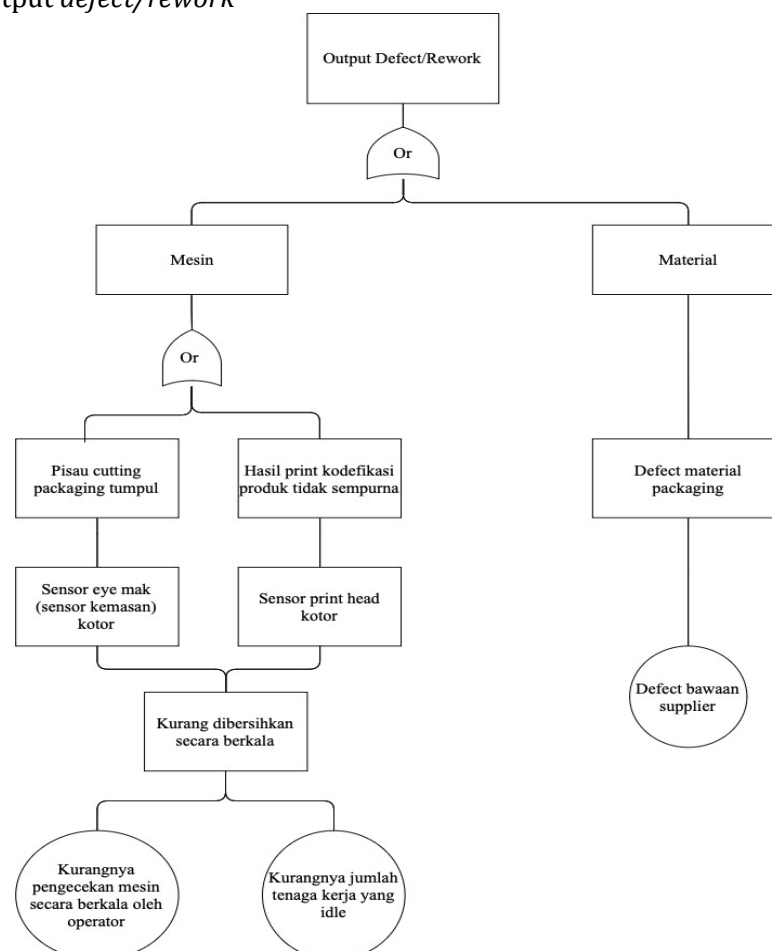 defect/rework
Output Defect/Rework
Or
Mesin
Material
Or
Pisau cutting
packaging tumpul
Hasil print kodefikasi
produk tidak sempurna
Defect material
packaging
Sensor eye mak
(sensor kemasan)
kotor
Sensor print head
kotor
Kurang dibersihkan
secara berkala
Defect bawaan
supplier
Kurangnya
pengecekan mesin
secara berkala oleh
operator
Kurangnya jumlah
tenaga kerja yang
idle